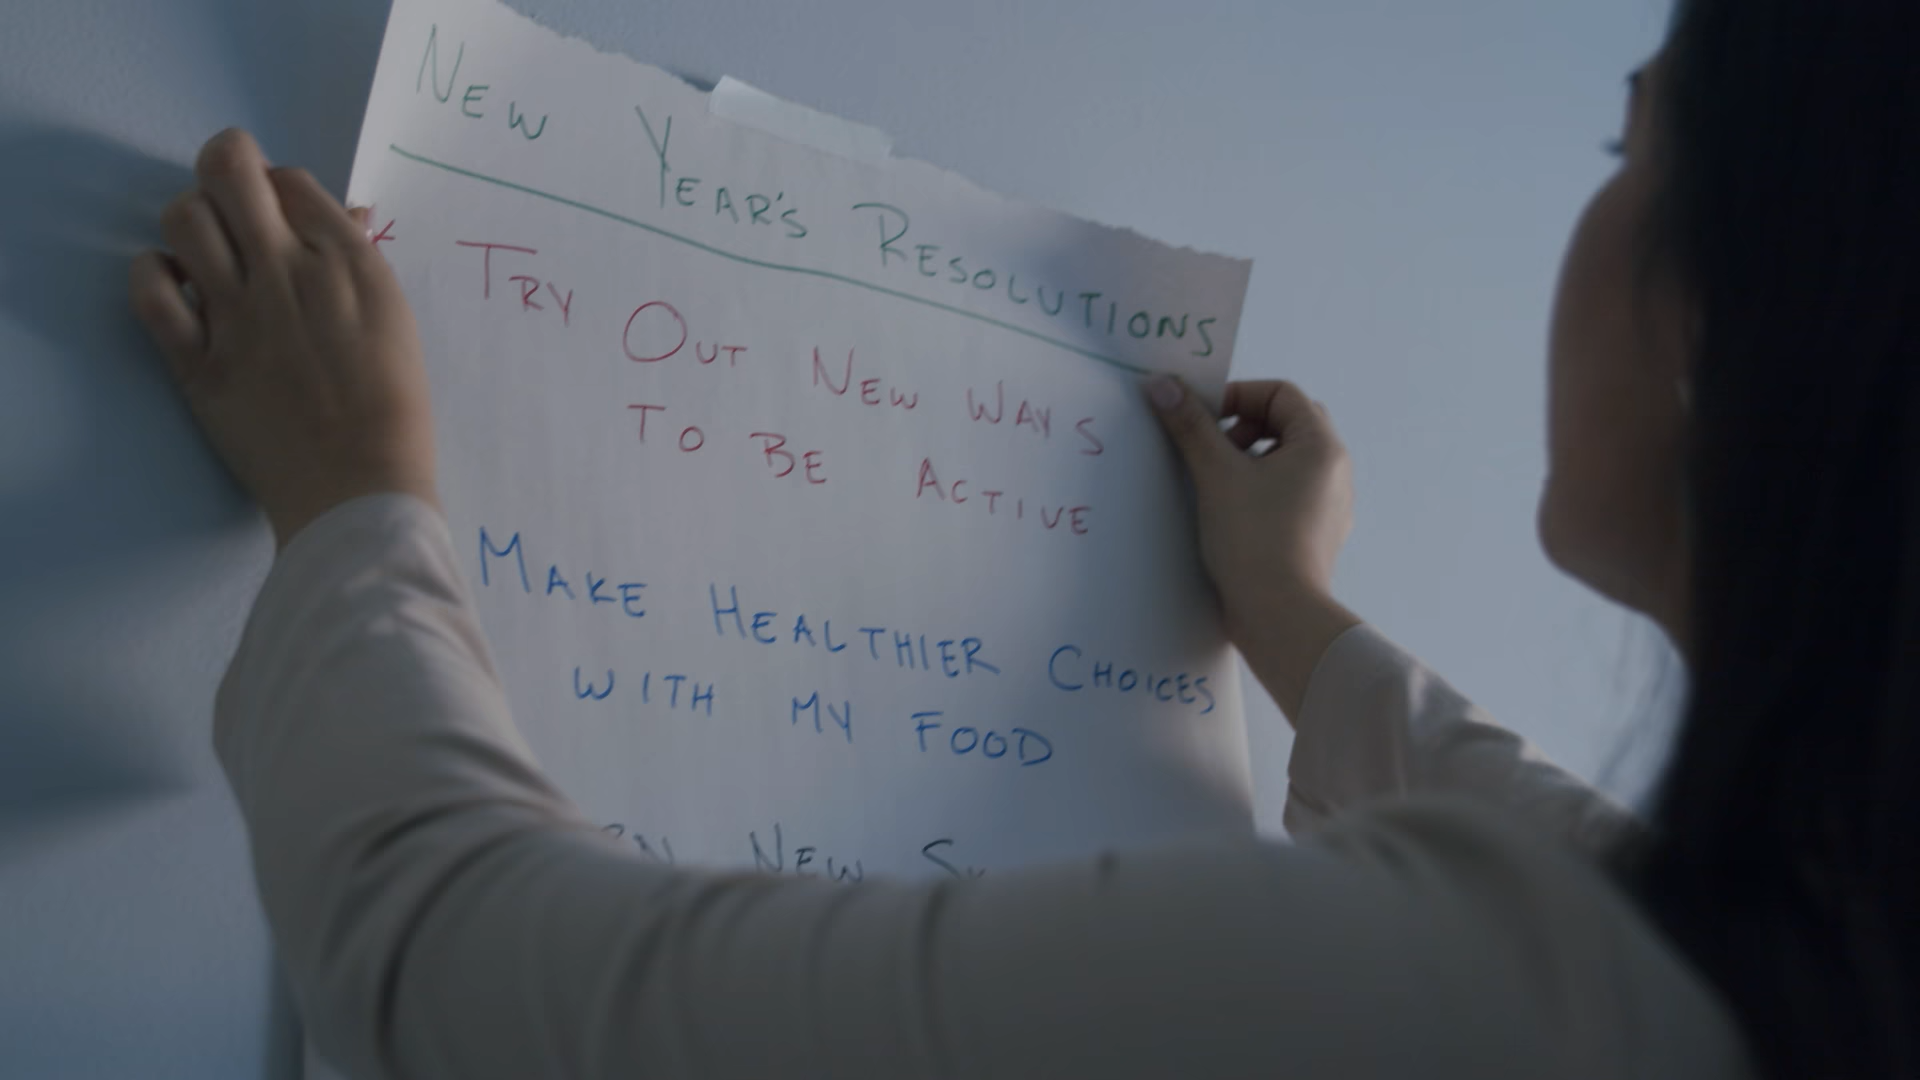 NEW YEAR'S RESOLUTIONS
TRY OUT NEW WAYS
TO BE ACTIVE
MAKE HEALTHIER CHOICES
WITH MY FOOD
NEW